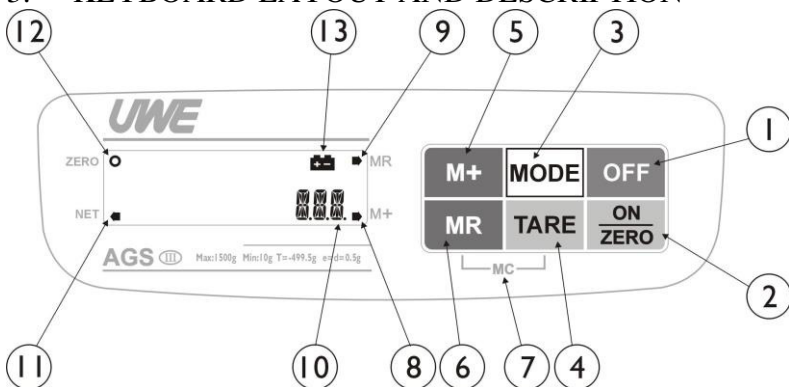 3. KEYBOARD LAYOUT AND DESCRIPTION
12 13 9 5 3
UWE
1
ZERO MR
M+ MODE OFF
NET M+
MR TARE ON ZERO
AGS III Max:1500g Min:10g T=-499.5g e=d=0.5g
MC
2
11 10 8 6 7 4